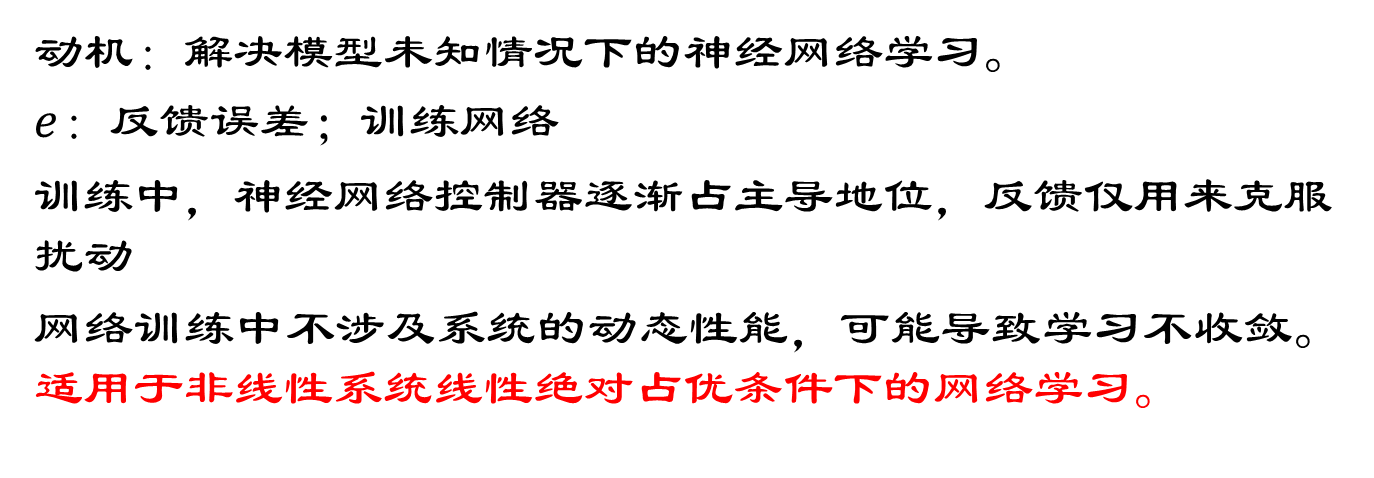 动机：解决模型未知情况下的神经网络学习。
e：反馈误差；训练网络
训练中，神经网络控制器逐渐占主导地位，反馈仅用来克服
扰动
网络训练中不涉及系统的动态性能，可能导致学习不收敛。
适用于非线性系统线性绝对占优条件下的网络学习。